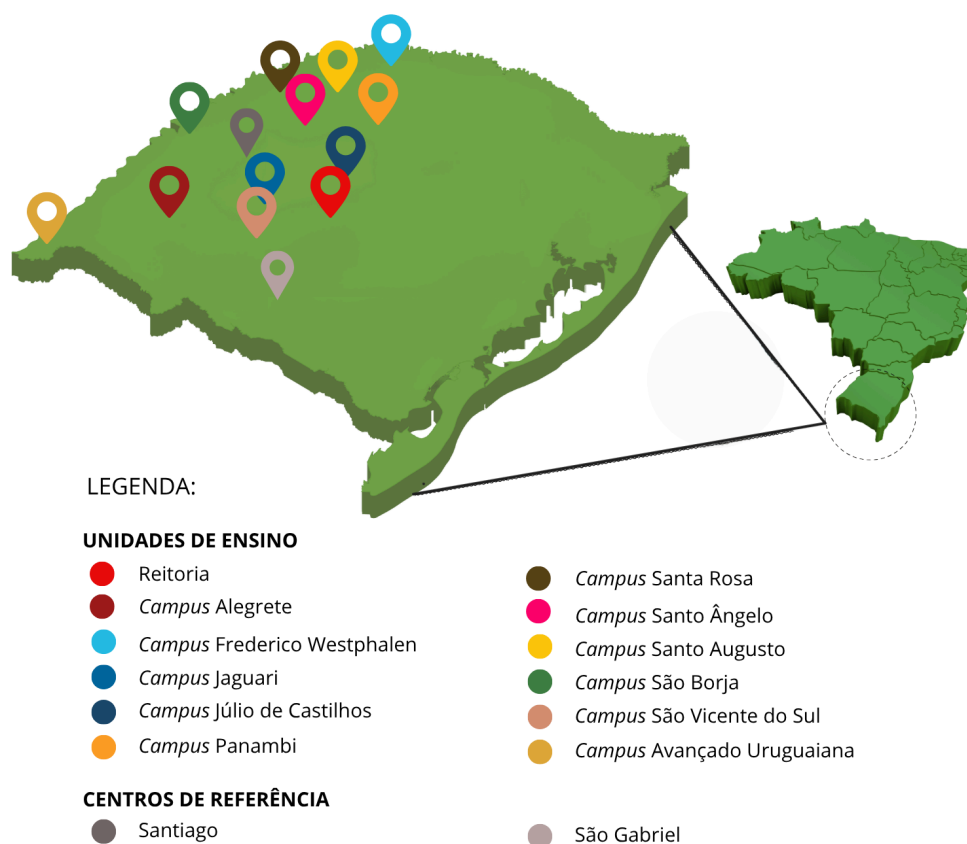 LEGENDA:
UNIDADES DE ENSINO
Reitoria
Campus Alegrete
Campus Frederico Westphalen
Campus Jaguari
Campus Júlio de Castilhos
Campus Panambi
Campus Santa Rosa
Campus Santo Ângelo
Campus Santo Augusto
Campus São Borja
Campus São Vicente do Sul
Campus Avançado Uruguaiana
CENTROS DE REFERÊNCIA
Santiago
São Gabriel